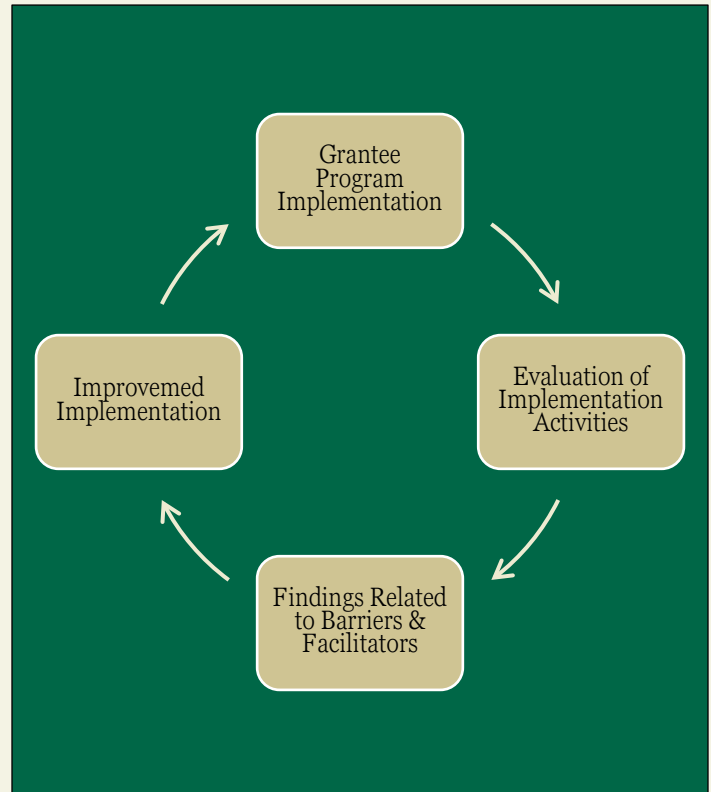 Grantee
Program
Implementation
Evaluation of
Implementation
Activities
Findings Related
to Barriers &
Facilitators
Improvemed
Implementation